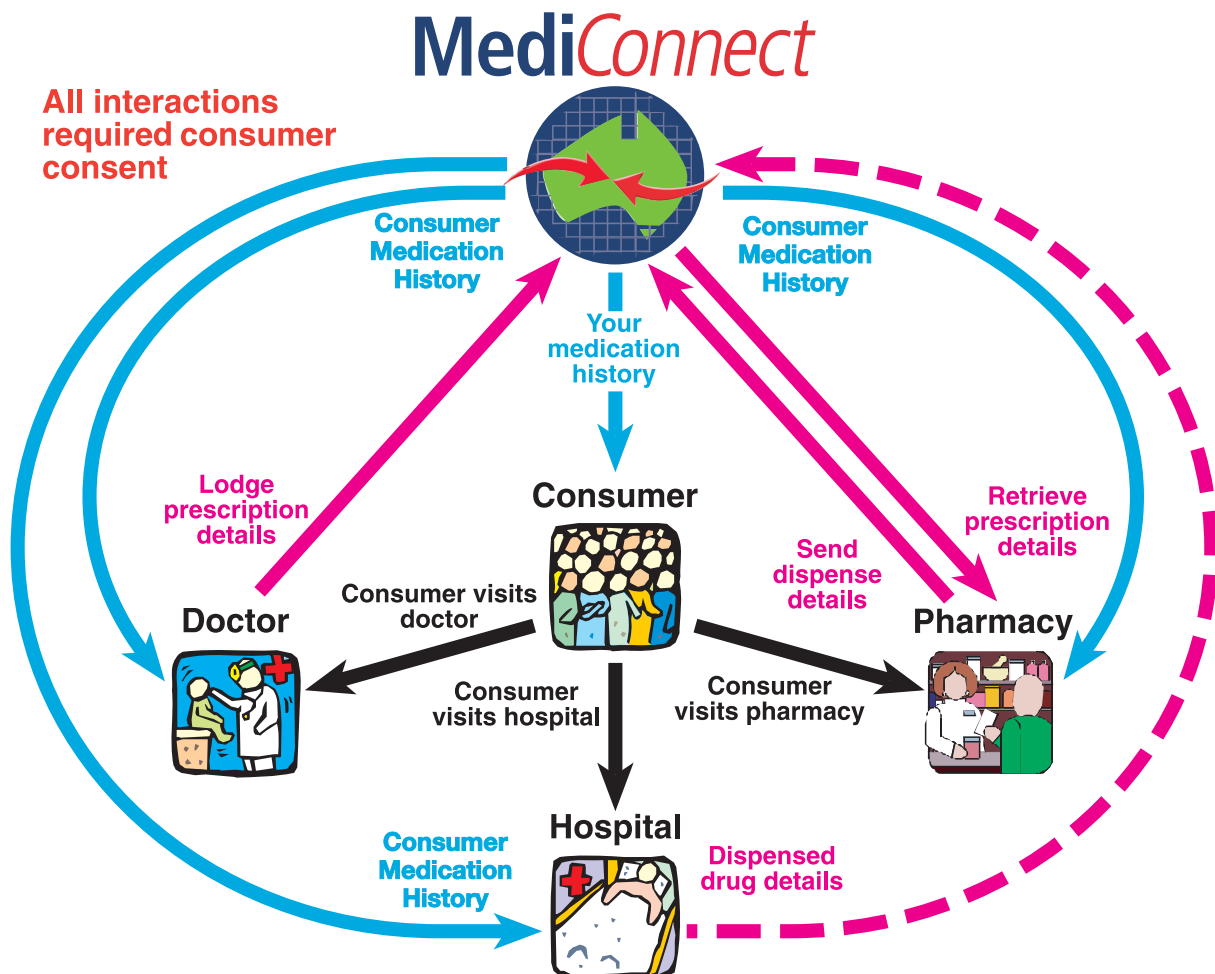 MediConnect
All interactions
required consumer
consent
Consumer
Medication
History
Consumer
Medication
History
Your
medication
history
Lodge
prescription
details
Consumer
Retrieve
prescription
details
Send
dispense
details
Consumer visits
doctor
Doctor
Pharmacy
Consumer
visits hospital
Consumer
visits pharmacy
Hospital
Consumer
Medication
History
Dispensed
drug details